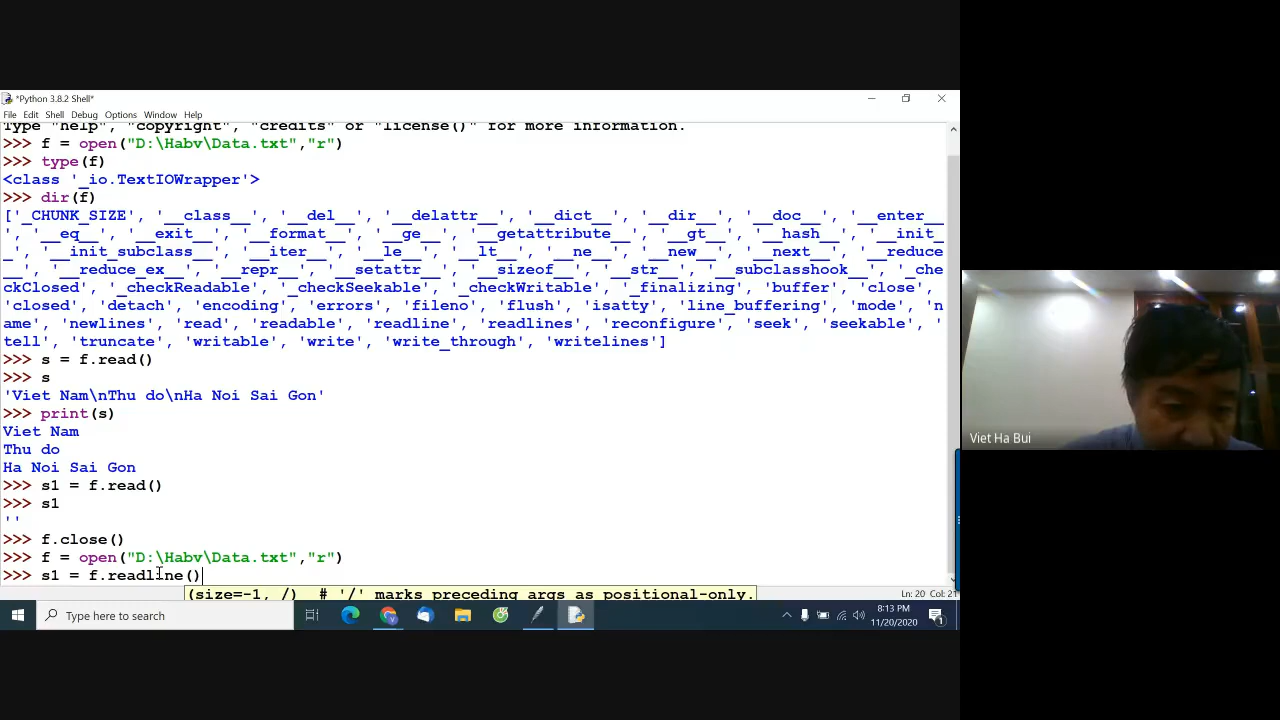 *Python 3.8.2 Shell*
File Edit Shell Debug Options Window Help
Type "help", "copyright", "credits" or "license()" for more information.
>>> f = open("D:\Habv\Data.txt","r")
>>> type(f)
<class '_io.TextIOWrapper'>
>>> dir(f)
['_CHUNK_SIZE', '__class__', '__del__', '__delattr__', '__dict__', '__dir__', '__doc__', '__enter__
', '__eq__', '__exit__', '__format__', '__ge__', '__getattribute__', '__gt__', '__hash__', '__init_
_', '__init_subclass__', '__iter__', '__le__', '__lt__', '__ne__', '__new__', '__next__', '__reduce
__', '__reduce_ex__', '__repr__', '__setattr__', '__sizeof__', '__str__', '__subclasshook__', '_che
ckClosed', '_checkReadable', '_checkSeekable', '_checkWritable', '_finalizing', 'buffer', 'close',
'closed', 'detach', 'encoding', 'errors', 'fileno', 'flush', 'isatty', 'line_buffering', 'mode', 'n
ame', 'newlines', 'read', 'readable', 'readline', 'readlines', 'reconfigure', 'seek', 'seekable', '
tell', 'truncate', 'writable', 'write', 'write_through', 'writelines']
>>> s = f.read()
>>> s
'Viet Nam\nThu do\nHa Noi Sai Gon'
>>> print(s)
Viet Nam
Thu do
Ha Noi Sai Gon
>>> s1 = f.read()
>>> s1
''
>>> f.close()
>>> f = open("D:\Habv\Data.txt","r")
>>> s1 = f.readline()
(size=-1, /)  # '/' marks preceding args as positional-only.
Ln: 20 Col: 21
Type here to search
8:13 PM
11/20/2020
1
Viet Ha Bui